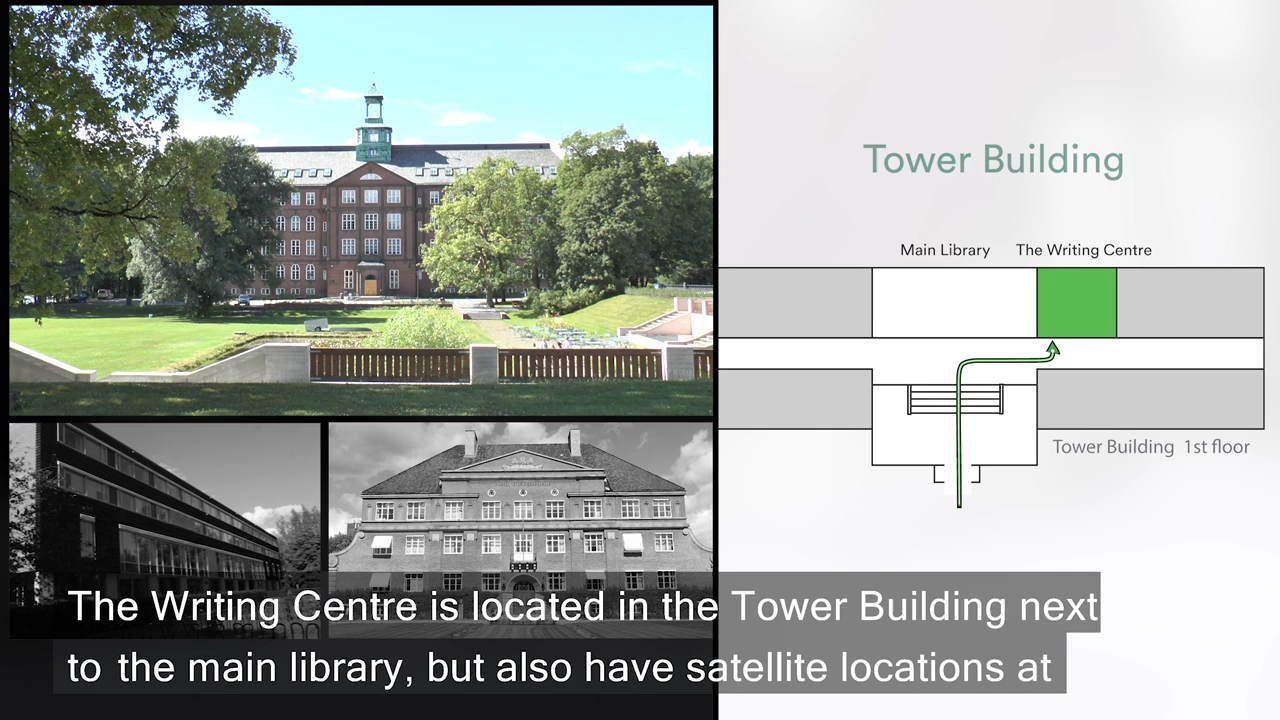 Tower Building
Main Library
The Writing Centre
Tower Building 1st floor
The Writing Centre is located in the Tower Building next
to the main library, but also have satellite locations at